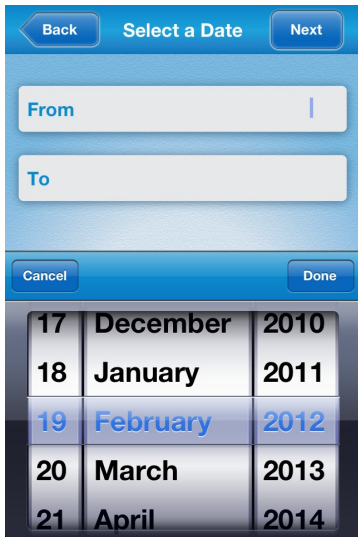 Back Select a Date Next
From
To
Cancel Done
17 December 2010
18 January 2011
19 February 2012
20 March 2013
21 April 2014